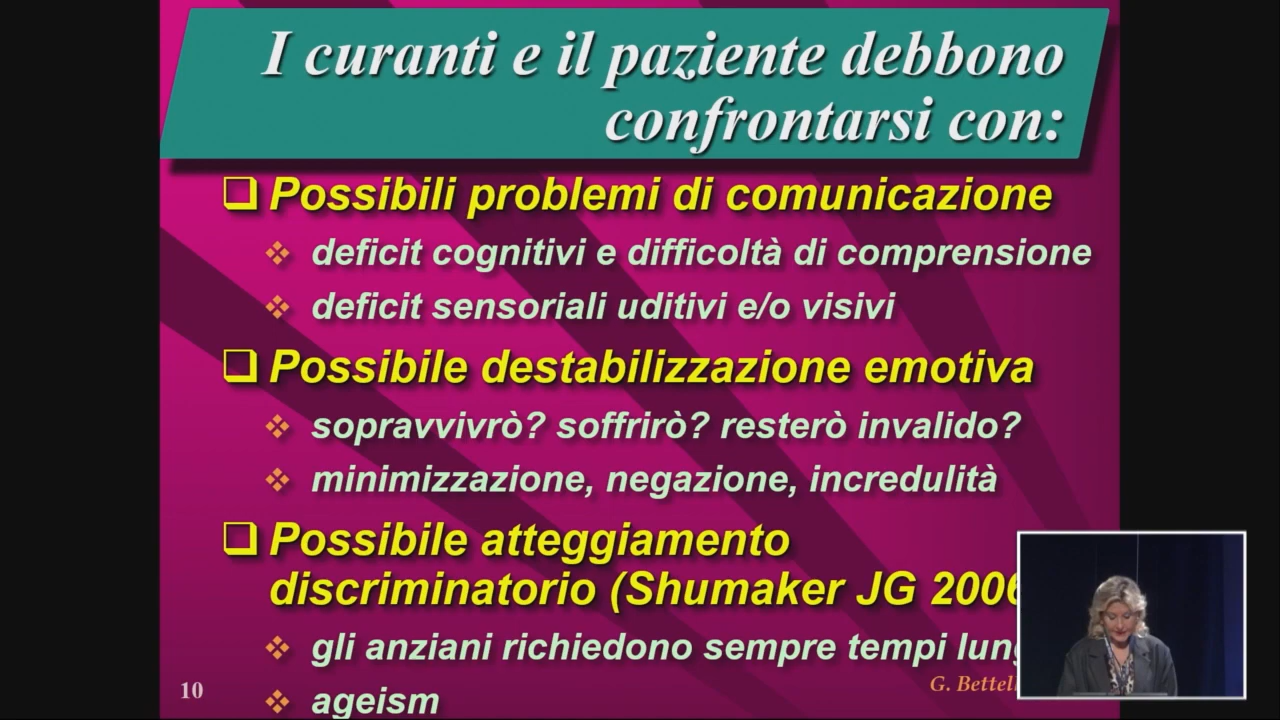 I curanti e il paziente debbono
confrontarsi con:
Possibili problemi di comunicazione
deficit cognitivi e difficoltà di comprensione
deficit sensoriali uditivi e/o visivi
Possibile destabilizzazione emotiva
sopravvivrò? soffrirò? resterò invalido?
minimizzazione, negazione, incredulità
Possibile atteggiamento
discriminatorio (Shumaker JG 2006
gli anziani richiedono sempre tempi
ageism
10
G.